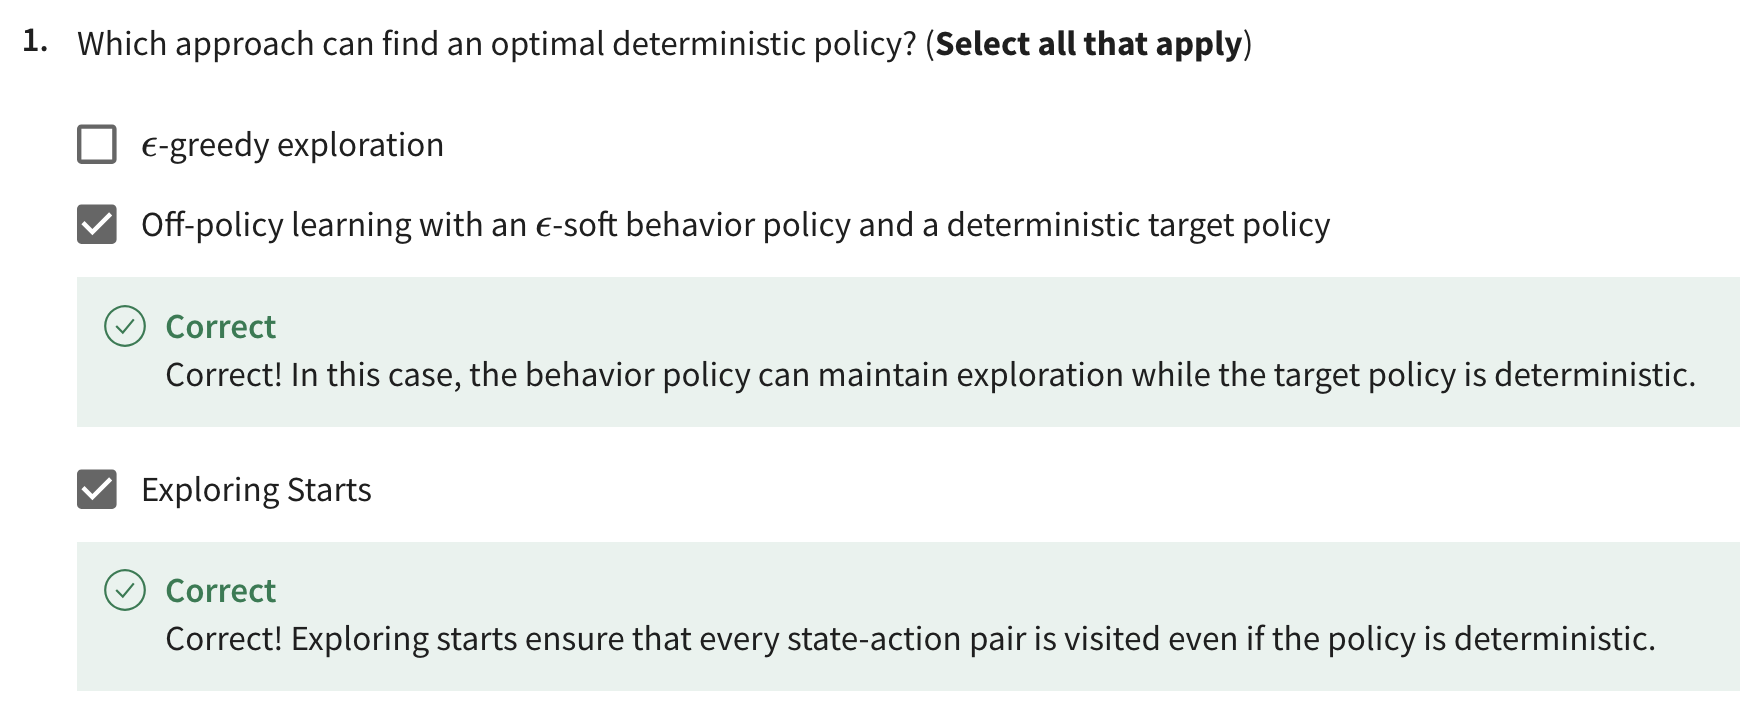 1. Which approach can find an optimal deterministic policy? (Select all that apply)
ϵ-greedy exploration
Off-policy learning with an ϵ-soft behavior policy and a deterministic target policy
Correct
Correct! In this case, the behavior policy can maintain exploration while the target policy is deterministic.
Exploring Starts
Correct
Correct! Exploring starts ensure that every state-action pair is visited even if the policy is deterministic.